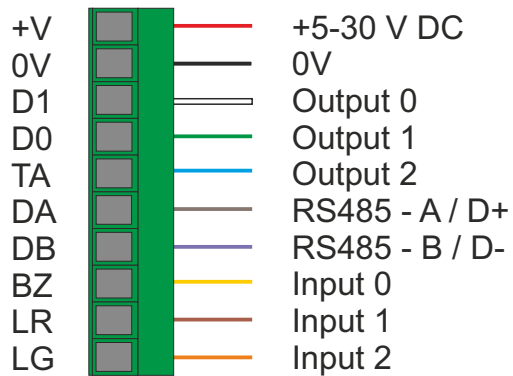 +V +5-30 V DC
0V 0V
D1 Output 0
D0 Output 1
TA Output 2
DA RS485 - A / D+
DB RS485 - B / D-
BZ Input 0
LR Input 1
LG Input 2